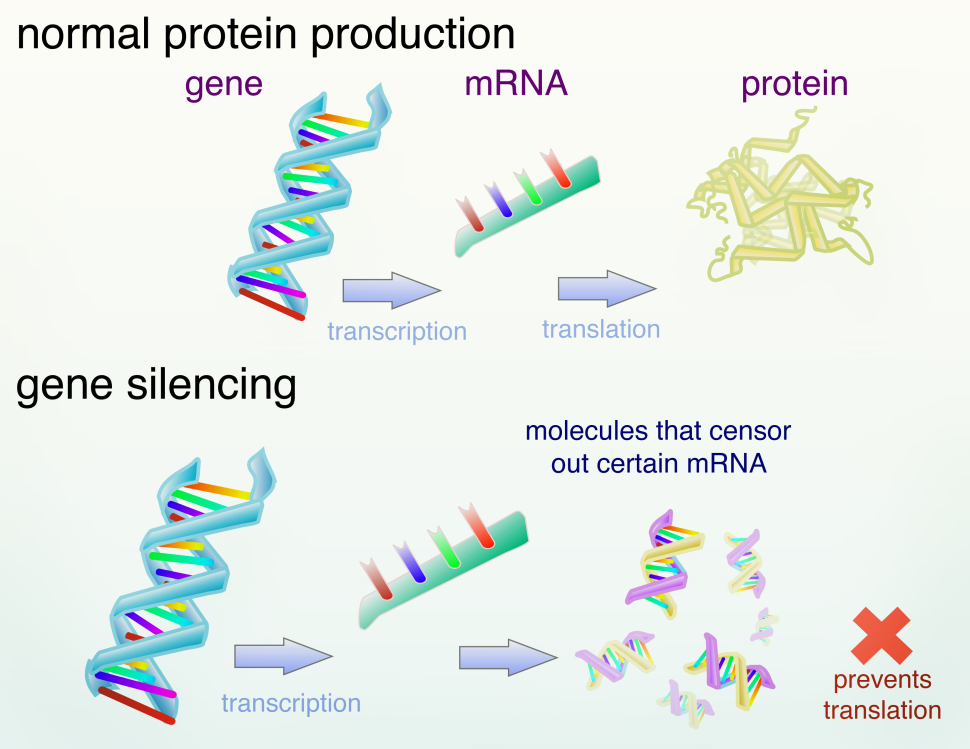 normal protein production
gene
mRNA
protein
transcription
translation
gene silencing
molecules that censor
out certain mRNA
transcription
prevents
translation